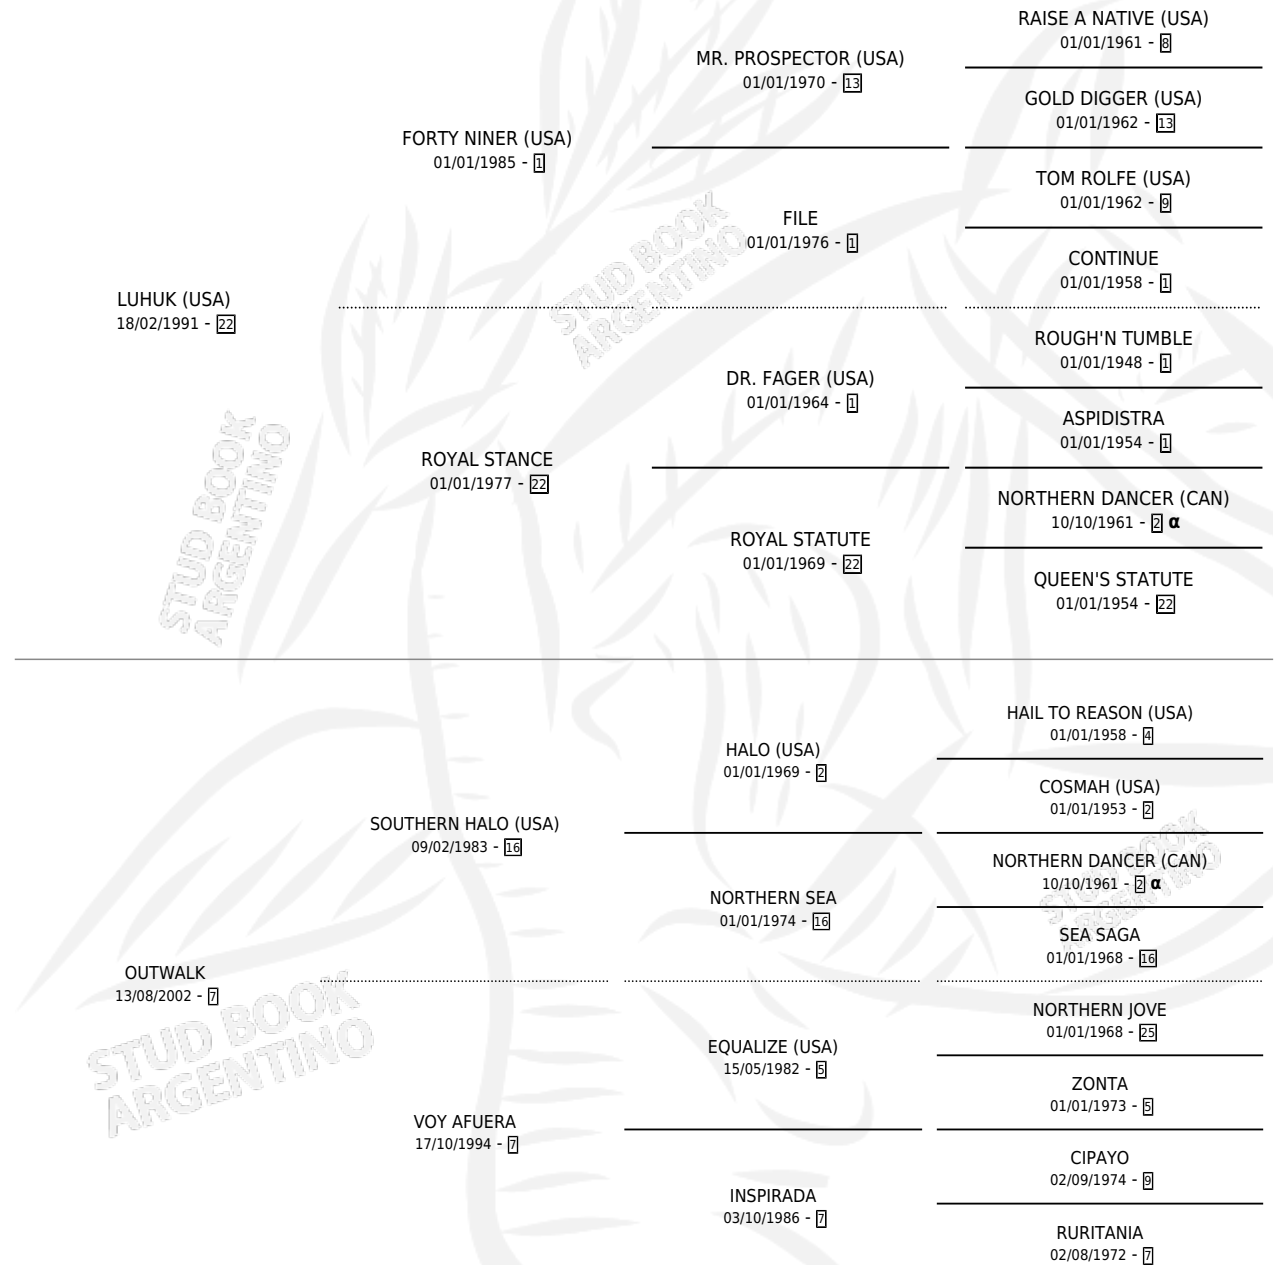 RAISE A NATIVE (USA)
01/01/1961 - 8
MR. PROSPECTOR (USA)
01/01/1970 - 13
GOLD DIGGER (USA)
01/01/1962 - 13
FORTY NINER (USA)
01/01/1985 - 1
TOM ROLFE (USA)
01/01/1962 - 9
FILE
01/01/1976 - 1
CONTINUE
01/01/1958 - 1
LUHUK (USA)
18/02/1991 - 22
ROUGH'N TUMBLE
01/01/1948 - 1
DR. FAGER (USA)
01/01/1964 - 1
ASPIDISTRA
01/01/1954 - 1
ROYAL STANCE
01/01/1977 - 22
NORTHERN DANCER (CAN)
10/10/1961 - 2 α
ROYAL STATUTE
01/01/1969 - 22
QUEEN'S STATUTE
01/01/1954 - 22
HAIL TO REASON (USA)
01/01/1958 - 4
HALO (USA)
01/01/1969 - 2
COSMAH (USA)
01/01/1953 - 2
SOUTHERN HALO (USA)
09/02/1983 - 16
NORTHERN DANCER (CAN)
10/10/1961 - 2 α
NORTHERN SEA
01/01/1974 - 16
SEA SAGA
01/01/1968 - 16
OUTWALK
13/08/2002 - 7
NORTHERN JOVE
01/01/1968 - 25
EQUALIZE (USA)
15/05/1982 - 5
ZONTA
01/01/1973 - 5
VOY AFUERA
17/10/1994 - 7
CIPAYO
02/09/1974 - 9
INSPIRADA
03/10/1986 - 7
RURITANIA
02/08/1972 - 7
STUD BOOK
ARGENTINO
STUD BOOK
ARGENTINO
STUD BOOK
ARGENTINO
STUD BOOK
ARGENTINO